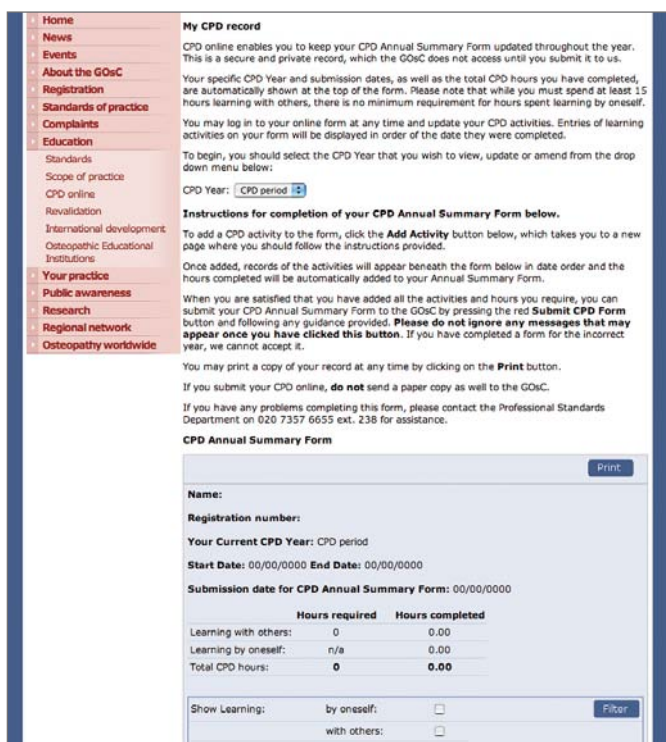 Home
News
Events
About the GOsC
Registration
Standards of practice
Complaints
Education
Standards
Scope of practice
CPD online
Revalidation
International development
Osteopathic Educational
Institutions
Your practice
Public awareness
Research
Regional network
Osteopathy worldwide
My CPD record
CPD online enables you to keep your CPD Annual Summary Form updated throughout the year.
This is a secure and private record, which the GOsC does not access until you submit it to us.
Your specific CPD Year and submission dates, as well as the total CPD hours you have completed,
are automatically shown at the top of the form. Please note that while you must spend at least 15
hours learning with others, there is no minimum requirement for hours spent learning by oneself.
You may log in to your online form at any time and update your CPD activities. Entries of learning
activities on your form will be displayed in order of the date they were completed.
To begin, you should select the CPD Year that you wish to view, update or amend from the drop
down menu below:
CPD Year: CPD period
Instructions for completion of your CPD Annual Summary Form below.
To add a CPD activity to the form, click the Add Activity button below, which takes you to a new
page where you should follow the instructions provided.
Once added, records of the activities will appear beneath the form below in date order and the
hours completed will be automatically added to your Annual Summary Form.
When you are satisfied that you have added all the activities and hours you require, you can
submit your CPD Annual Summary Form to the GOsC by pressing the red Submit CPD Form
button and following any guidance provided. Please do not ignore any messages that may
appear once you have clicked this button. If you have completed a form for the incorrect
year, we cannot accept it.
You may print a copy of your record at any time by clicking on the Print button.
If you submit your CPD online, do not send a paper copy as well to the GOsC.
If you have any problems completing this form, please contact the Professional Standards
Department on 020 7357 6655 ext. 238 for assistance.
CPD Annual Summary Form
Print
Name:
Registration number:
Your Current CPD Year: CPD period
Start Date: 00/00/0000 End Date: 00/00/0000
Submission date for CPD Annual Summary Form: 00/00/0000
Hours required Hours completed
Learning with others: 0 0.00
Learning by oneself: n/a 0.00
Total CPD hours: 0 0.00
Show Learning: by oneself: Filter
with others: